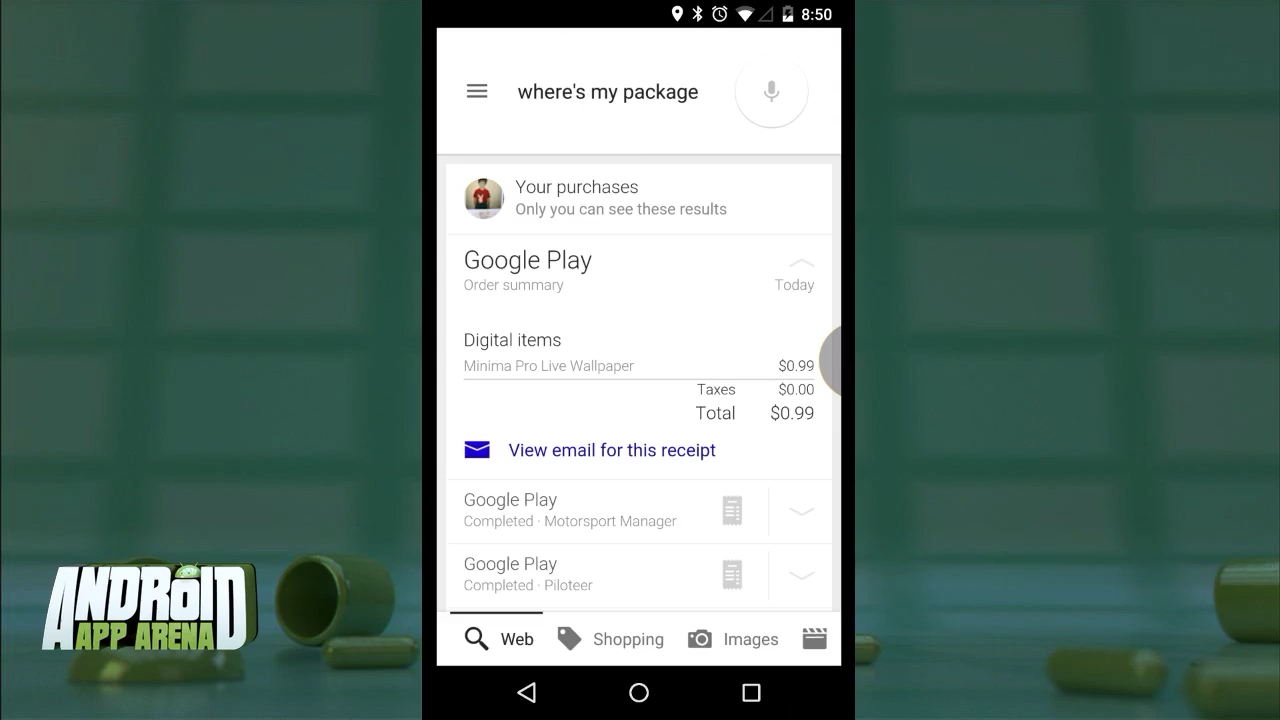 8:50
where's my package
Your purchases
Only you can see these results
Google Play
Order summary
Today
Digital items
Minima Pro Live Wallpaper $0.99
Taxes $0.00
Total $0.99
View email for this receipt
Google Play
Completed · Motorsport Manager
Google Play
Completed · Piloteer
Web Shopping Images
ANDROID
APP ARENA